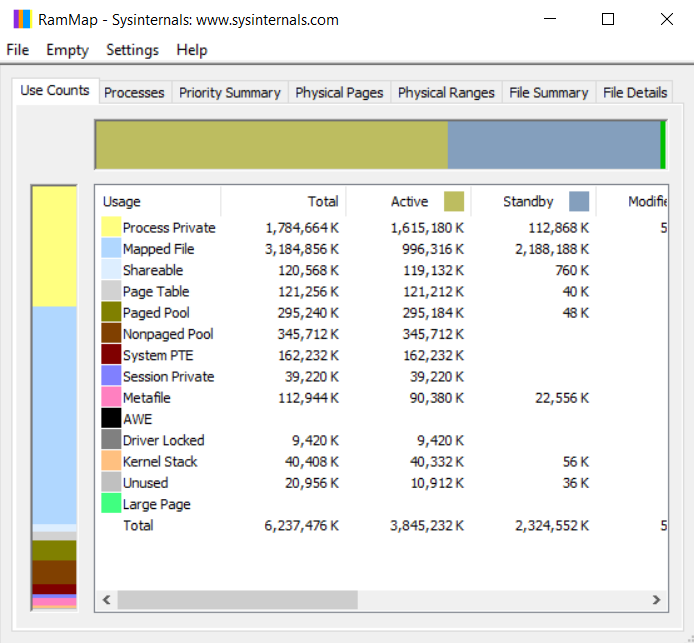 RamMap - Sysinternals: www.sysinternals.com
File Empty Settings Help
Use Counts Processes Priority Summary Physical Pages Physical Ranges File Summary File Details
Usage Total Active Standby Modifie
Process Private 1,784,664 K 1,615,180 K 112,868 K 5
Mapped File 3,184,856 K 996,316 K 2,188,188 K
Shareable 120,568 K 119,132 K 760 K
Page Table 121,256 K 121,212 K 40 K
Paged Pool 295,240 K 295,184 K 48 K
Nonpaged Pool 345,712 K 345,712 K
System PTE 162,232 K 162,232 K
Session Private 39,220 K 39,220 K
Metafile 112,944 K 90,380 K 22,556 K
AWE
Driver Locked 9,420 K 9,420 K
Kernel Stack 40,408 K 40,332 K 56 K
Unused 20,956 K 10,912 K 36 K
Large Page
Total 6,237,476 K 3,845,232 K 2,324,552 K 5